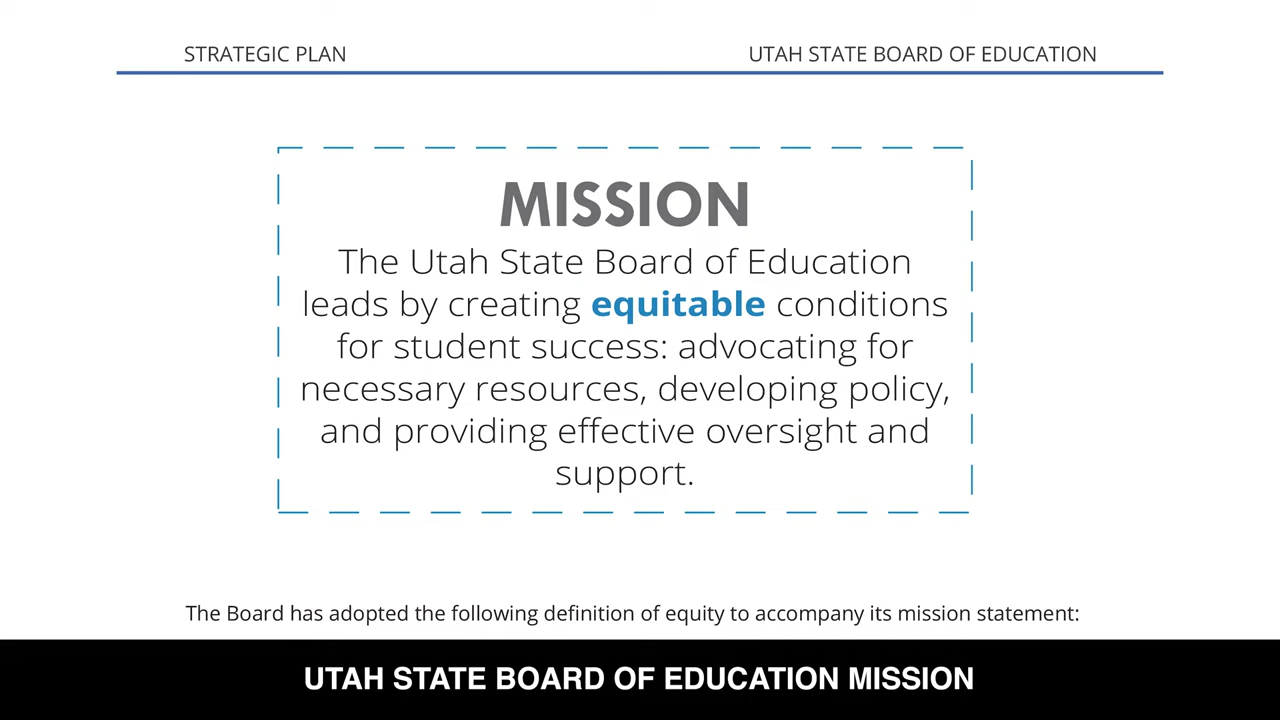 STRATEGIC PLAN
UTAH STATE BOARD OF EDUCATION
MISSION
The Utah State Board of Education
leads by creating equitable conditions
for student success: advocating for
necessary resources, developing policy,
and providing effective oversight and
support.
The Board has adopted the following definition of equity to accompany its mission statement:
UTAH STATE BOARD OF EDUCATION MISSION